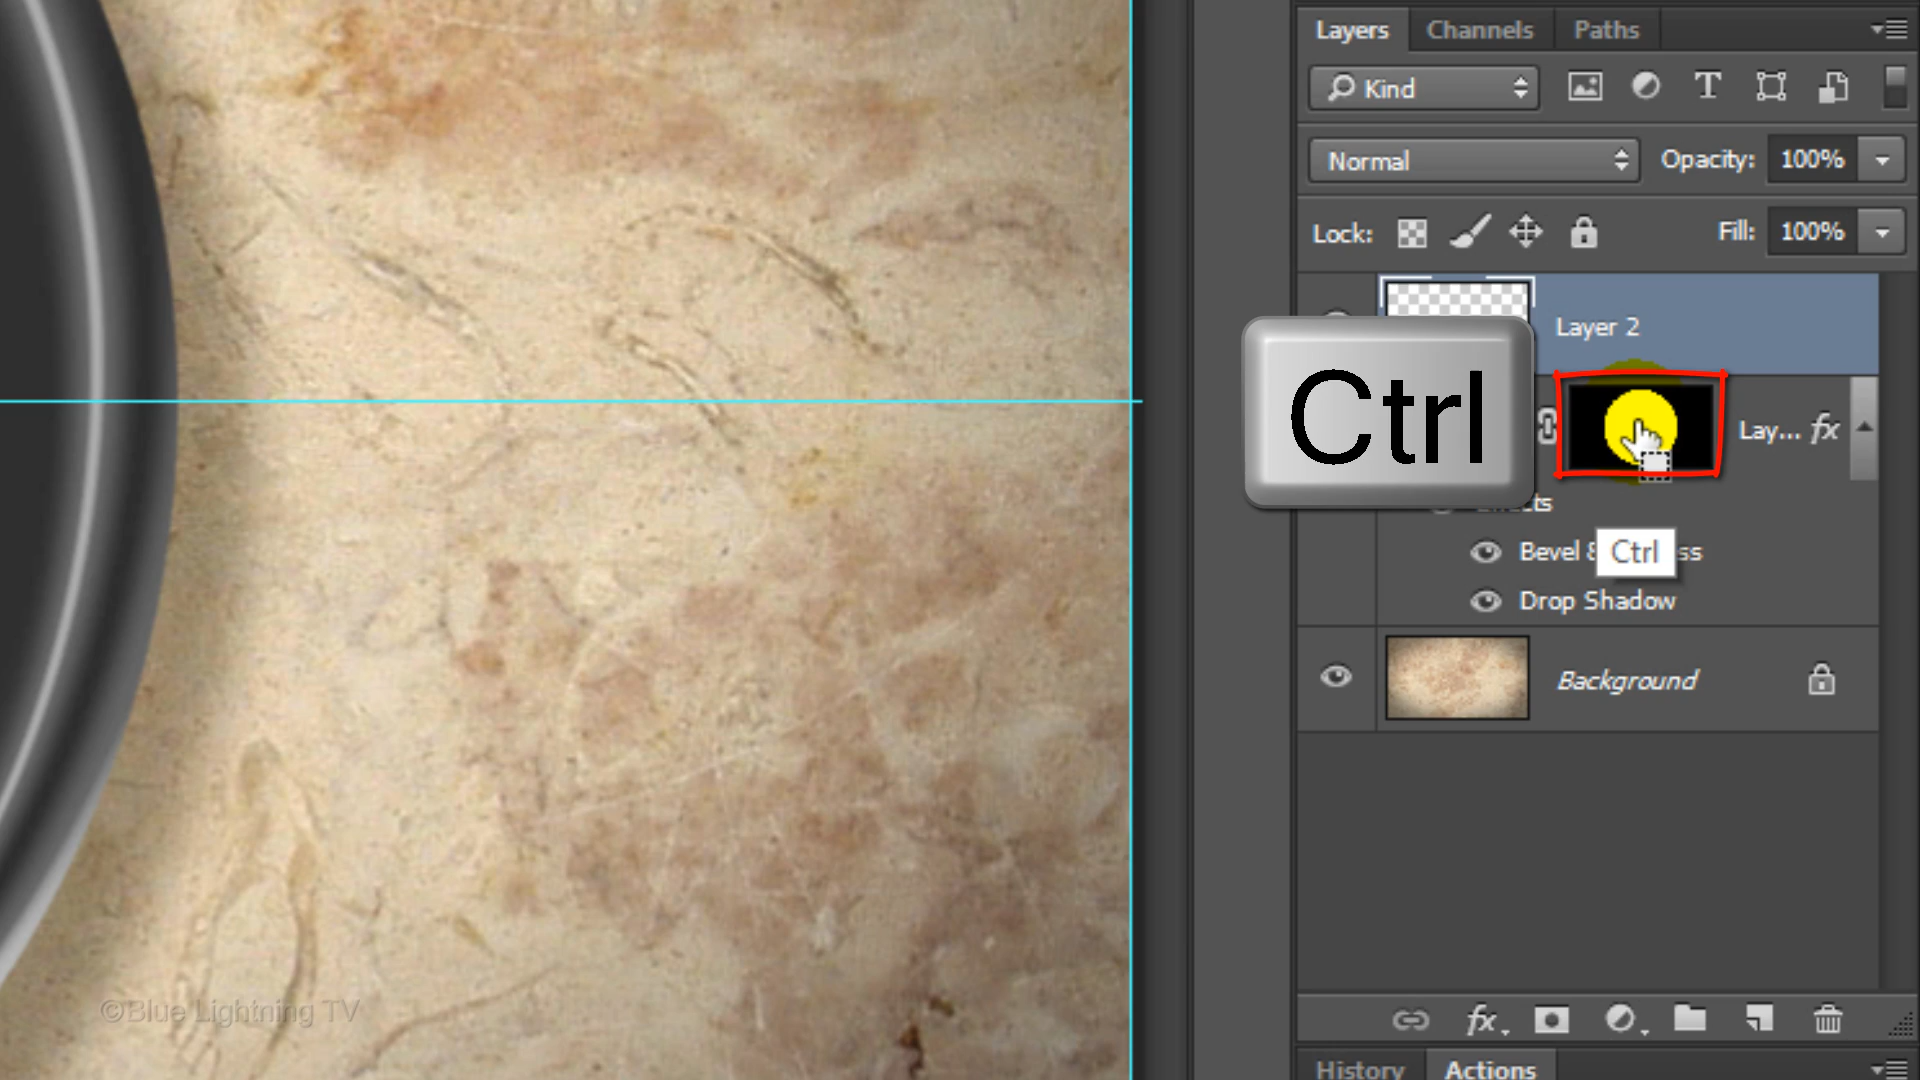 Layers
Channels
Paths
Kind
Normal
Opacity: 100%
Lock:
Fill: 100%
Layer 2
Ctrl
Lay... fx
Ctrl
Drop Shadow
Background
fx
©Blue Lightning TV
History
Actions